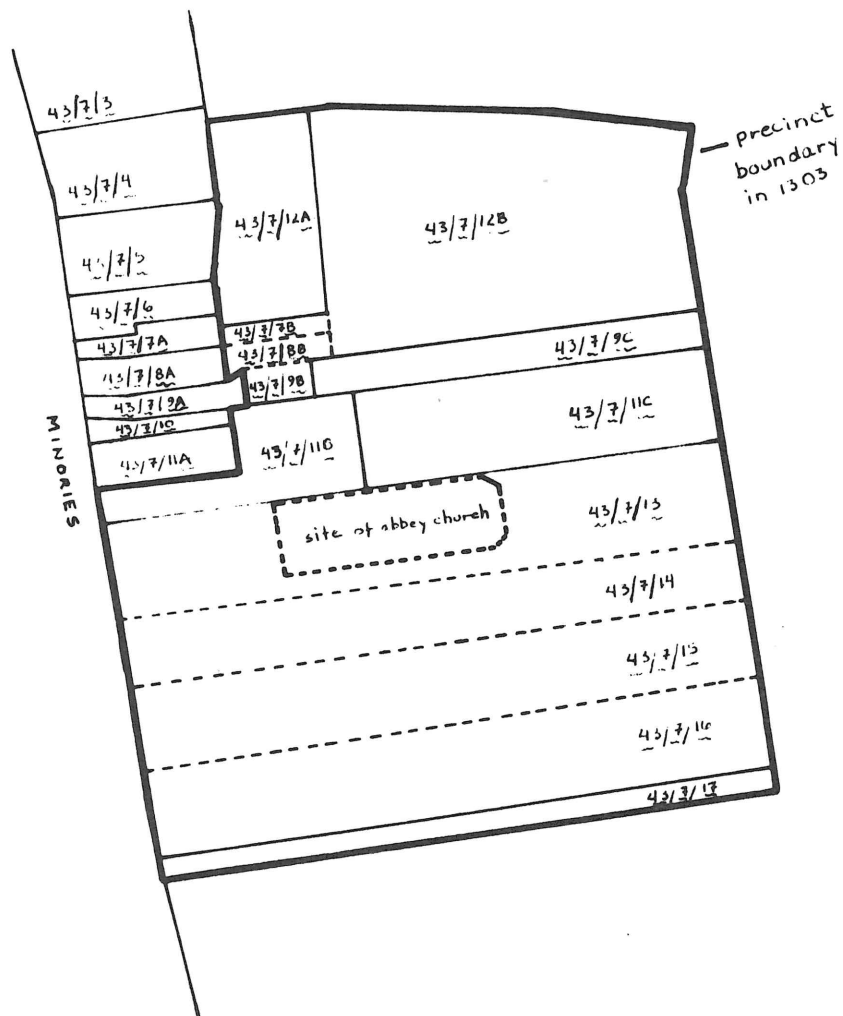 43/7/3
precinct
boundary
in 1303
43/7/4
43/7/12A
43/7/12B
43/7/5
43/7/6
43/7/7B
43/7/7A
43/7/8B
43/7/9C
43/7/8A
43/7/9B
43/7/9A
43/7/10
43/7/11C
43/7/11A
43/7/11B
MINORIES
site of abbey church
43/7/13
43/7/14
43/7/15
43/7/16
43/7/17